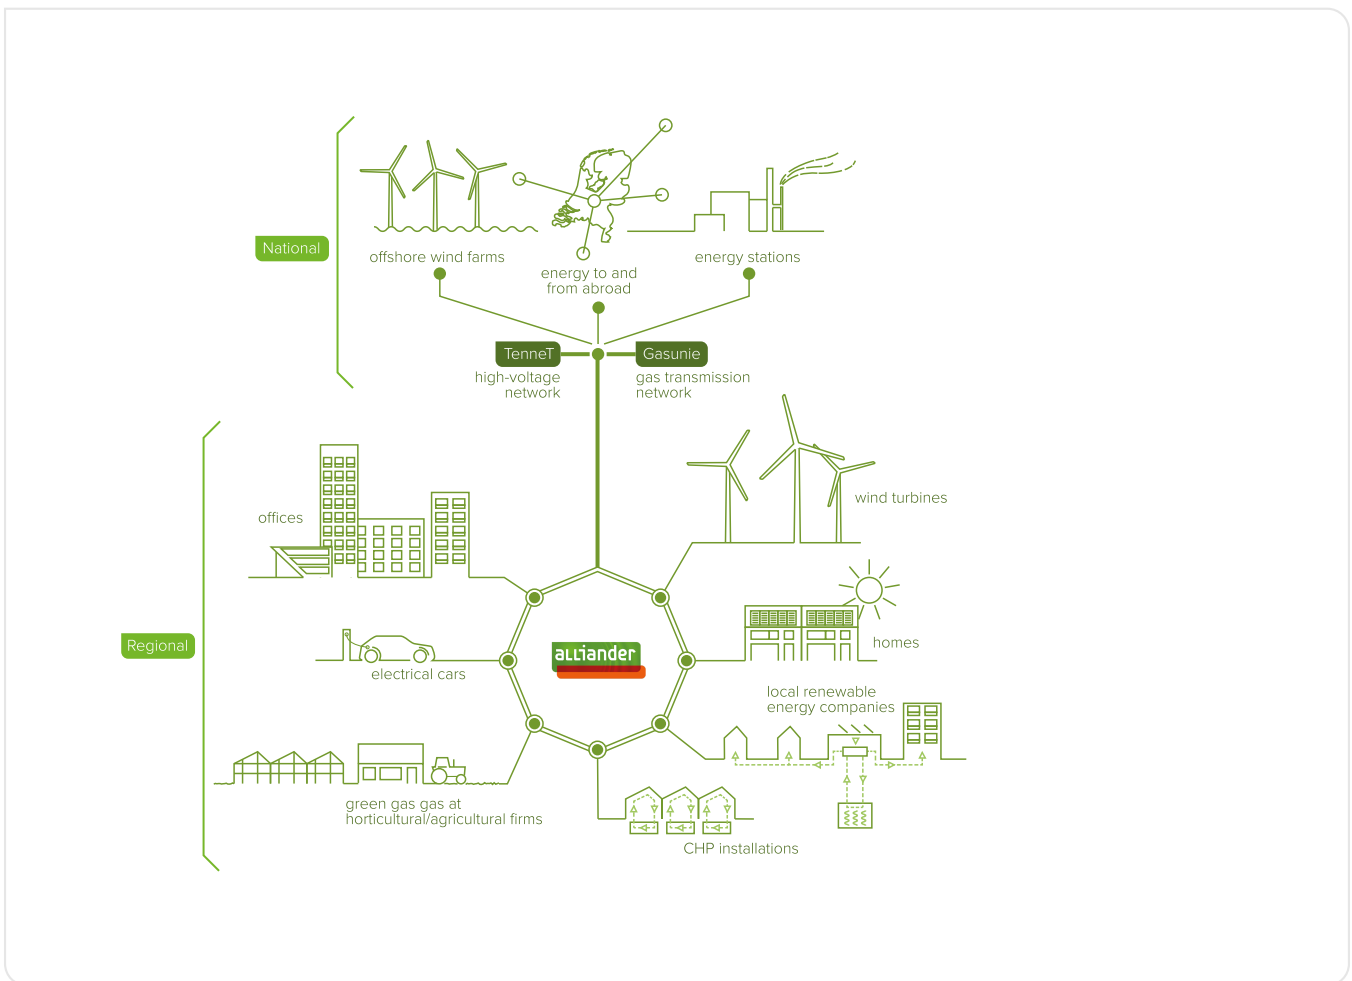 National
offshore wind farms
energy to and
from abroad
energy stations
TenneT
high-voltage
network
Gasunie
gas transmission
network
Regional
offices
wind turbines
electrical cars
alliander
homes
local renewable
energy companies
green gas gas at
horticultural/agricultural firms
CHP installations